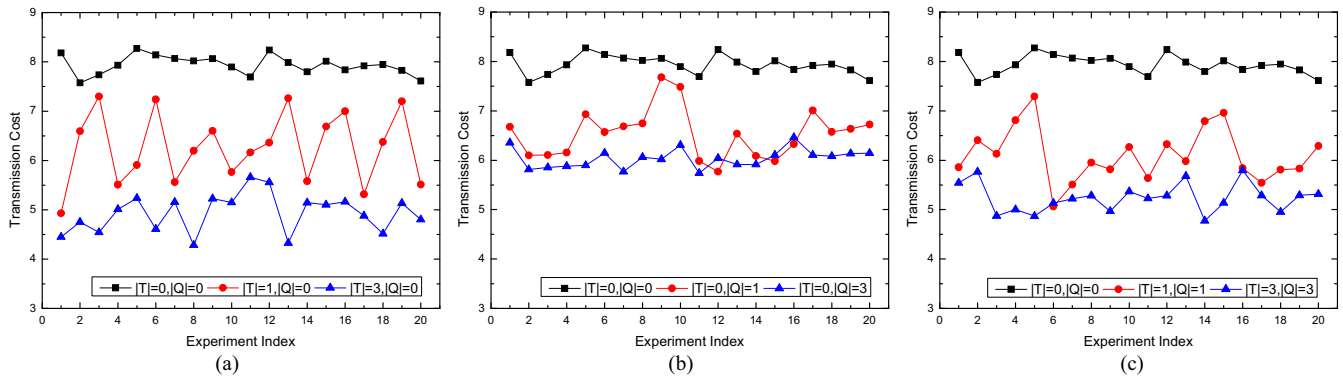 9
8
7
6
5
4
3
Transmission Cost
0 2 4 6 8 10 12 14 16 18 20
Experiment Index
|T|=0,|Q|=0 |T|=1,|Q|=0 |T|=3,|Q|=0
(a)
9
8
7
6
5
4
3
Transmission Cost
0 2 4 6 8 10 12 14 16 18 20
Experiment Index
|T|=0,|Q|=0 |T|=0,|Q|=1 |T|=0,|Q|=3
(b)
9
8
7
6
5
4
3
Transmission Cost
0 2 4 6 8 10 12 14 16 18 20
Experiment Index
|T|=0,|Q|=0 |T|=1,|Q|=1 |T|=3,|Q|=3
(c)